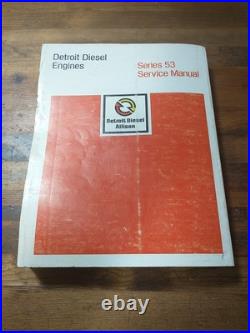 Detroit Diesel
Engines
Series 53
Service Manual
Detroit Diesel
Allison